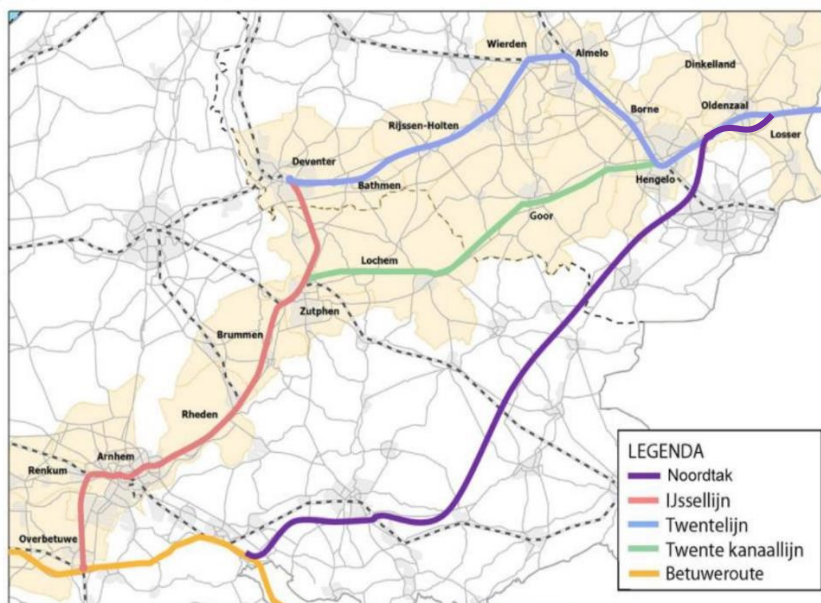 Wierden
Almelo
Dinkelland
Borne
Oldenzaal
Rijssen-Holten
Losser
Deventer
Bathmen
Hengelo
Goor
Lochem
Zutphen
Brummen
Rheden
Arnhem
Renkum
Overbetuwe
LEGENDA
Noordtak
IJssellijn
Twentelijn
Twente kanaallijn
Betuweroute